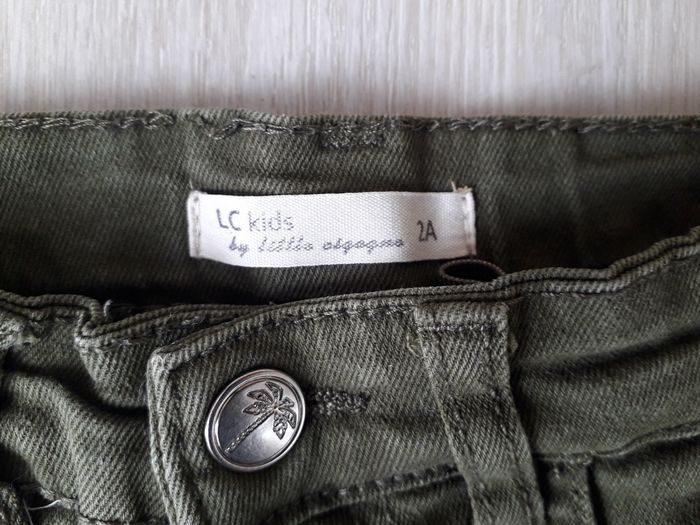 LC kids
by little cigogne
2A